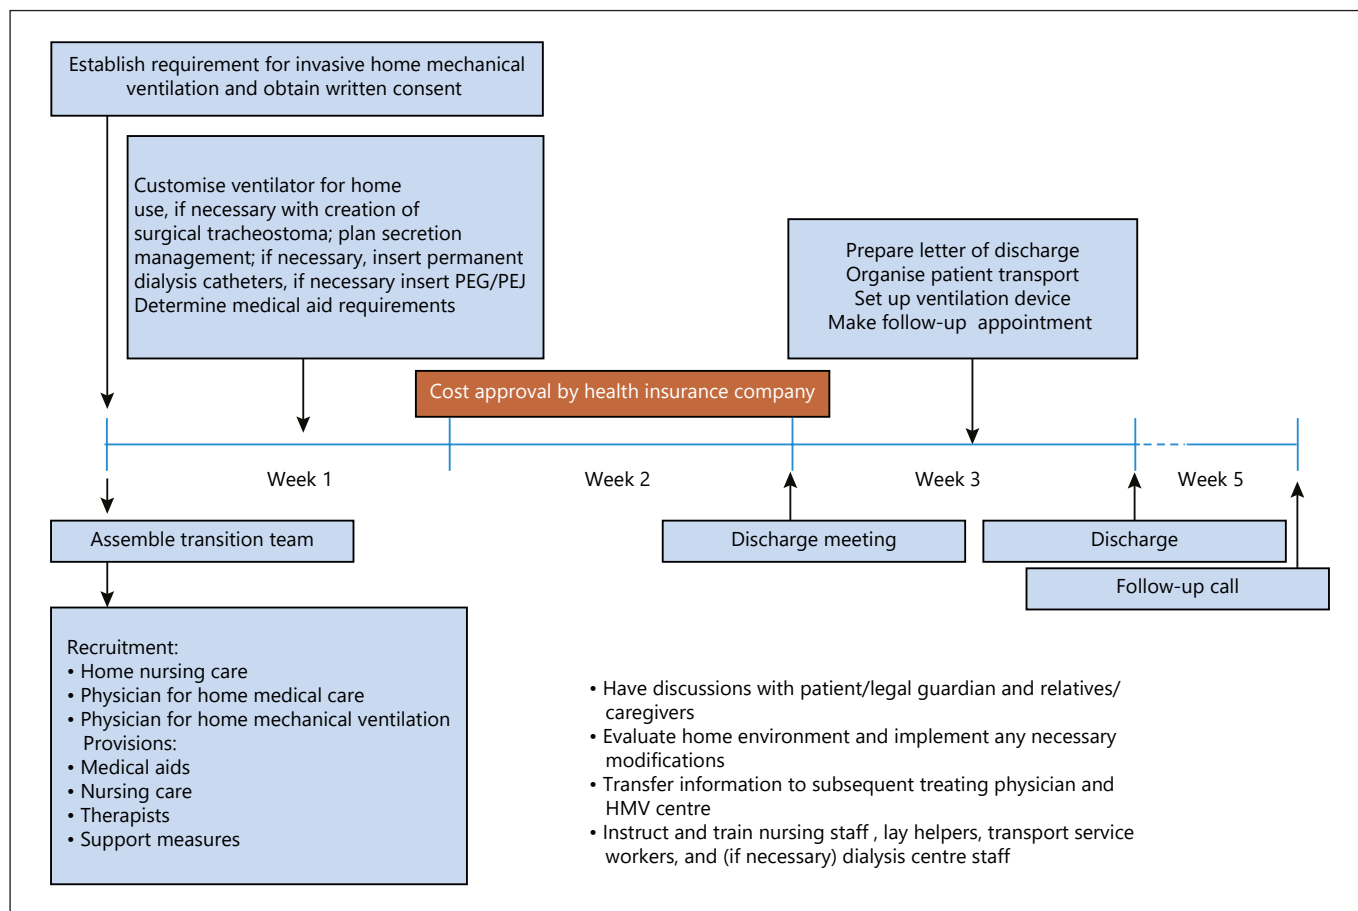 Establish requirement for invasive home mechanical
ventilation and obtain written consent
Customise ventilator for home
use, if necessary with creation of
surgical tracheostoma; plan secretion
management; if necessary, insert permanent
dialysis catheters, if necessary insert PEG/PEJ
Determine medical aid requirements
Prepare letter of discharge
Organise patient transport
Set up ventilation device
Make follow-up appointment
Cost approval by health insurance company
Week 1
Week 2
Week 3
Week 5
Assemble transition team
Discharge meeting
Discharge
Follow-up call
Recruitment:
• Home nursing care
• Physician for home medical care
• Physician for home mechanical ventilation
Provisions:
• Medical aids
• Nursing care
• Therapists
• Support measures
• Have discussions with patient/legal guardian and relatives/
caregivers
• Evaluate home environment and implement any necessary
modifications
• Transfer information to subsequent treating physician and
HMV centre
• Instruct and train nursing staff , lay helpers, transport service
workers, and (if necessary) dialysis centre staff